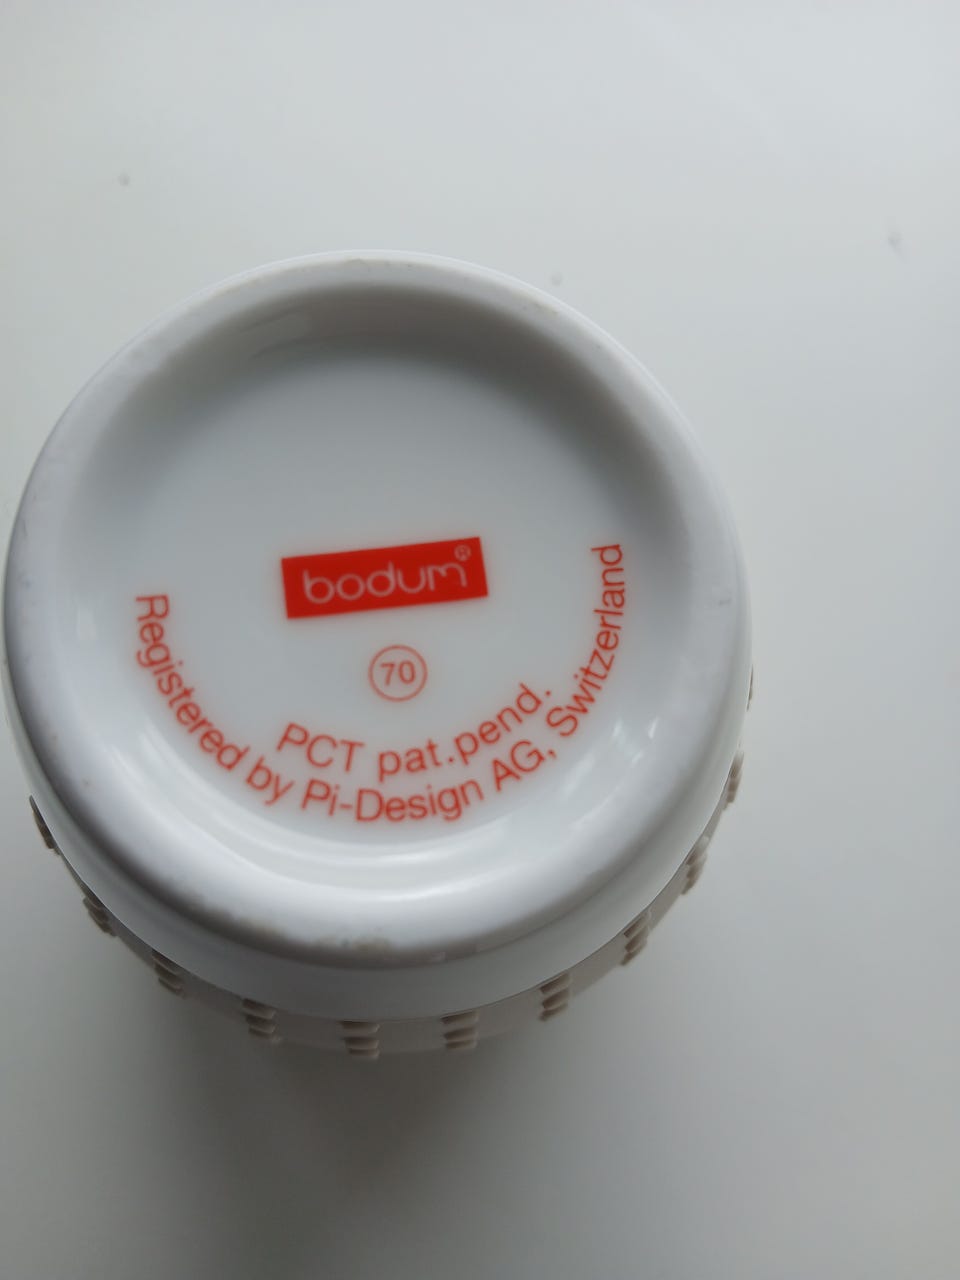 bodum®
70
PCT pat.pend.
Registered by Pi-Design AG, Switzerland